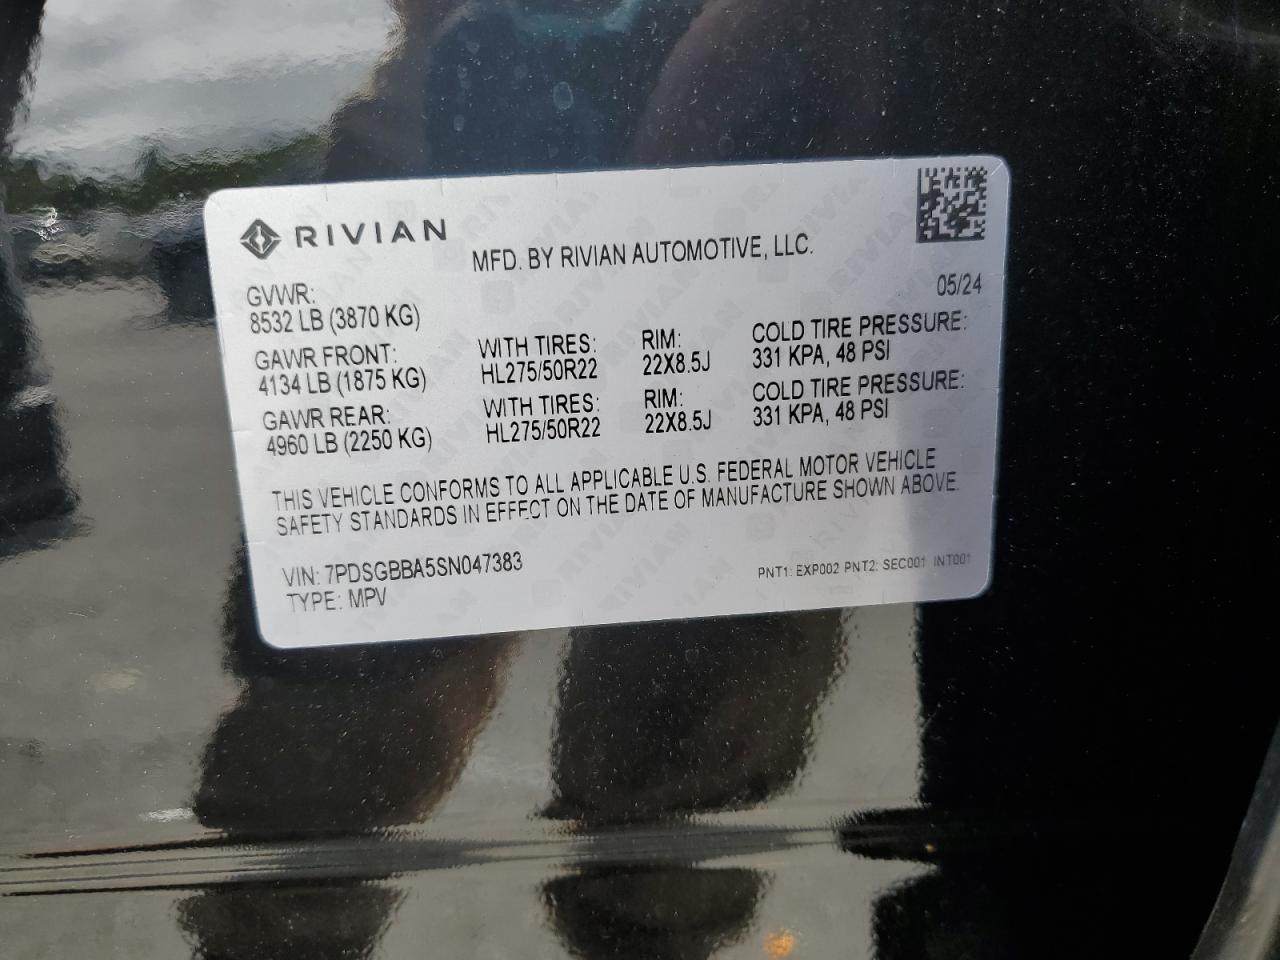 RIVIAN
MFD. BY RIVIAN AUTOMOTIVE, LLC.
05/24
GVWR:
8532 LB (3870 KG)
GAWR FRONT: WITH TIRES: RIM: COLD TIRE PRESSURE:
4134 LB (1875 KG) HL275/50R22 22X8.5J 331 KPA, 48 PSI
GAWR REAR: WITH TIRES: RIM: COLD TIRE PRESSURE:
4960 LB (2250 KG) HL275/50R22 22X8.5J 331 KPA, 48 PSI
THIS VEHICLE CONFORMS TO ALL APPLICABLE U.S. FEDERAL MOTOR VEHICLE
SAFETY STANDARDS IN EFFECT ON THE DATE OF MANUFACTURE SHOWN ABOVE.
VIN: 7PDSGBBA5SN047383
TYPE: MPV
PNT1: EXP002 PNT2: SEC001 INT001